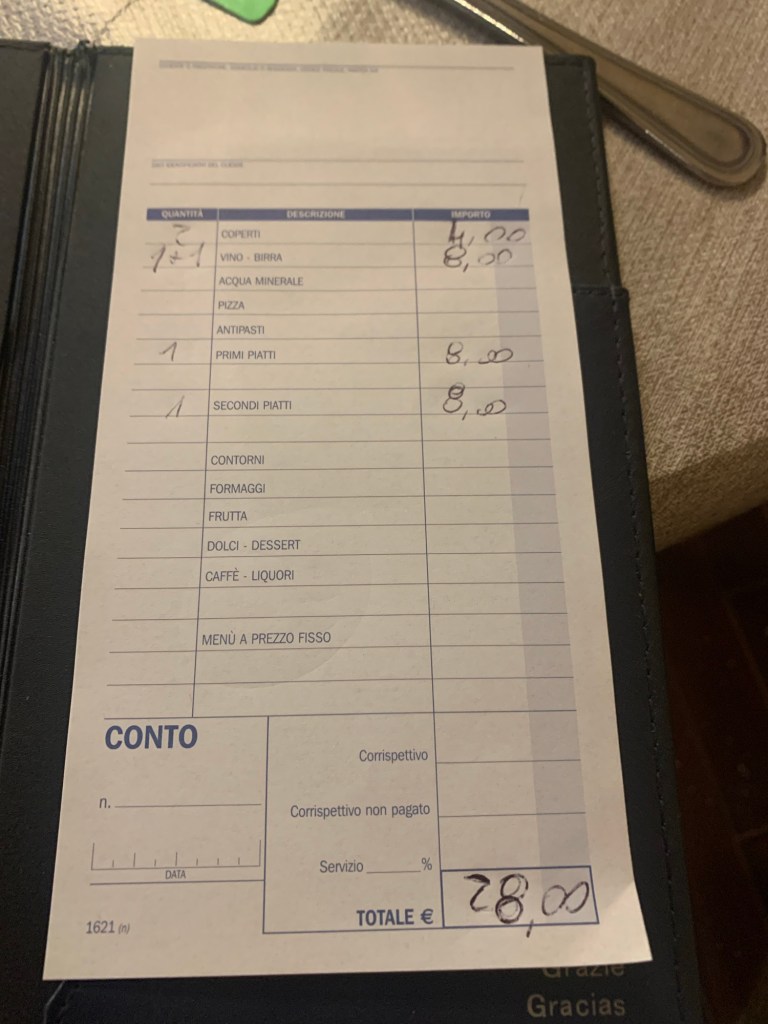 QUANTITÀ DESCRIZIONE IMPORTO
2 COPERTI 4,00
1+1 VINO - BIRRA 8,00
ACQUA MINERALE
PIZZA
ANTIPASTI
1 PRIMI PIATTI 8,00
1 SECONDI PIATTI 8,00
CONTORNI
FORMAGGI
FRUTTA
DOLCI - DESSERT
CAFFÈ - LIQUORI
MENÙ A PREZZO FISSO
CONTO
Corrispettivo
n.
Corrispettivo non pagato
Servizio %
DATA
TOTALE € 28,00
1621 (n)
Grazie
Gracias